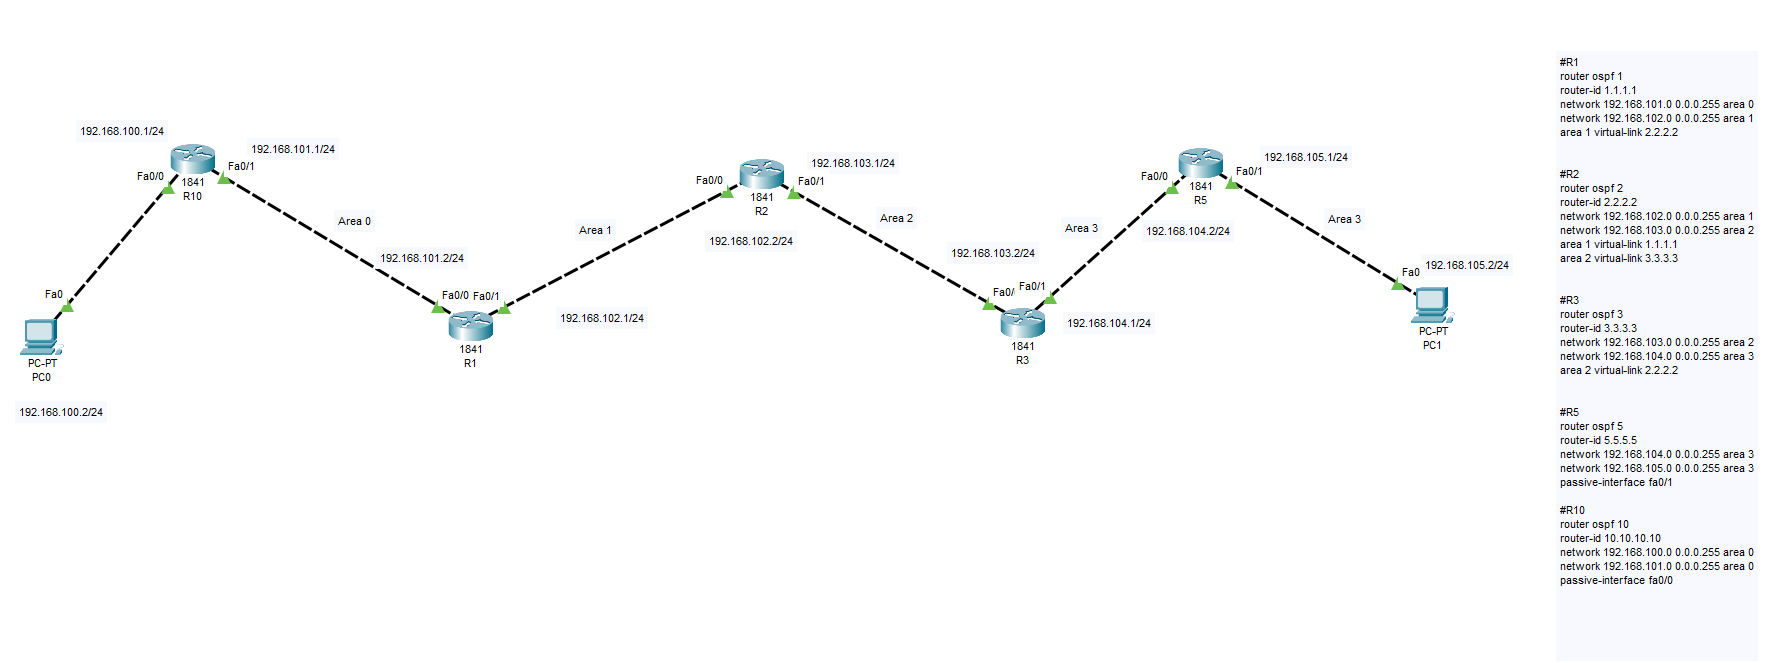 192.168.100.1/24
192.168.101.1/24
Fa0/0
Fa0/1
1841
R10
Area 0
192.168.101.2/24
Fa0
PC-PT
PC0
192.168.100.2/24
Fa0/0
Fa0/1
1841
R1
192.168.102.1/24
Area 1
Fa0/0
192.168.103.1/24
Fa0/1
1841
R2
192.168.102.2/24
Area 2
192.168.103.2/24
Fa0/
Fa0/1
1841
R3
192.168.104.1/24
Area 3
Fa0/0
192.168.105.1/24
Fa0/1
1841
R5
192.168.104.2/24
Area 3
Fa0
192.168.105.2/24
PC-PT
PC1
#R1
router ospf 1
router-id 1.1.1.1
network 192.168.101.0 0.0.0.255 area 0
network 192.168.102.0 0.0.0.255 area 1
area 1 virtual-link 2.2.2.2
#R2
router ospf 2
router-id 2.2.2.2
network 192.168.102.0 0.0.0.255 area 1
network 192.168.103.0 0.0.0.255 area 2
area 1 virtual-link 1.1.1.1
area 2 virtual-link 3.3.3.3
#R3
router ospf 3
router-id 3.3.3.3
network 192.168.103.0 0.0.0.255 area 2
network 192.168.104.0 0.0.0.255 area 3
area 2 virtual-link 2.2.2.2
#R5
router ospf 5
router-id 5.5.5.5
network 192.168.104.0 0.0.0.255 area 3
network 192.168.105.0 0.0.0.255 area 3
passive-interface fa0/1
#R10
router ospf 10
router-id 10.10.10.10
network 192.168.100.0 0.0.0.255 area 0
network 192.168.101.0 0.0.0.255 area 0
passive-interface fa0/0